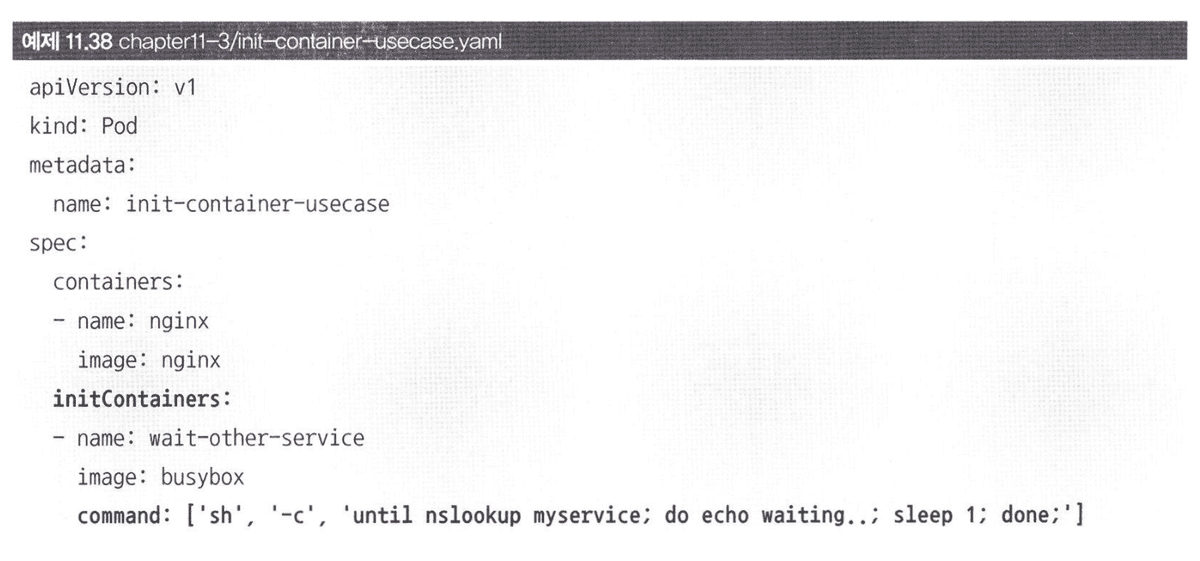 예제 11.38 chapter11-3/init-container-usecase.yaml
apiVersion: v1
kind: Pod
metadata:
  name: init-container-usecase
spec:
  containers:
  - name: nginx
    image: nginx
  initContainers:
  - name: wait-other-service
    image: busybox
    command: ['sh', '-c', 'until nslookup myservice; do echo waiting..; sleep 1; done;']